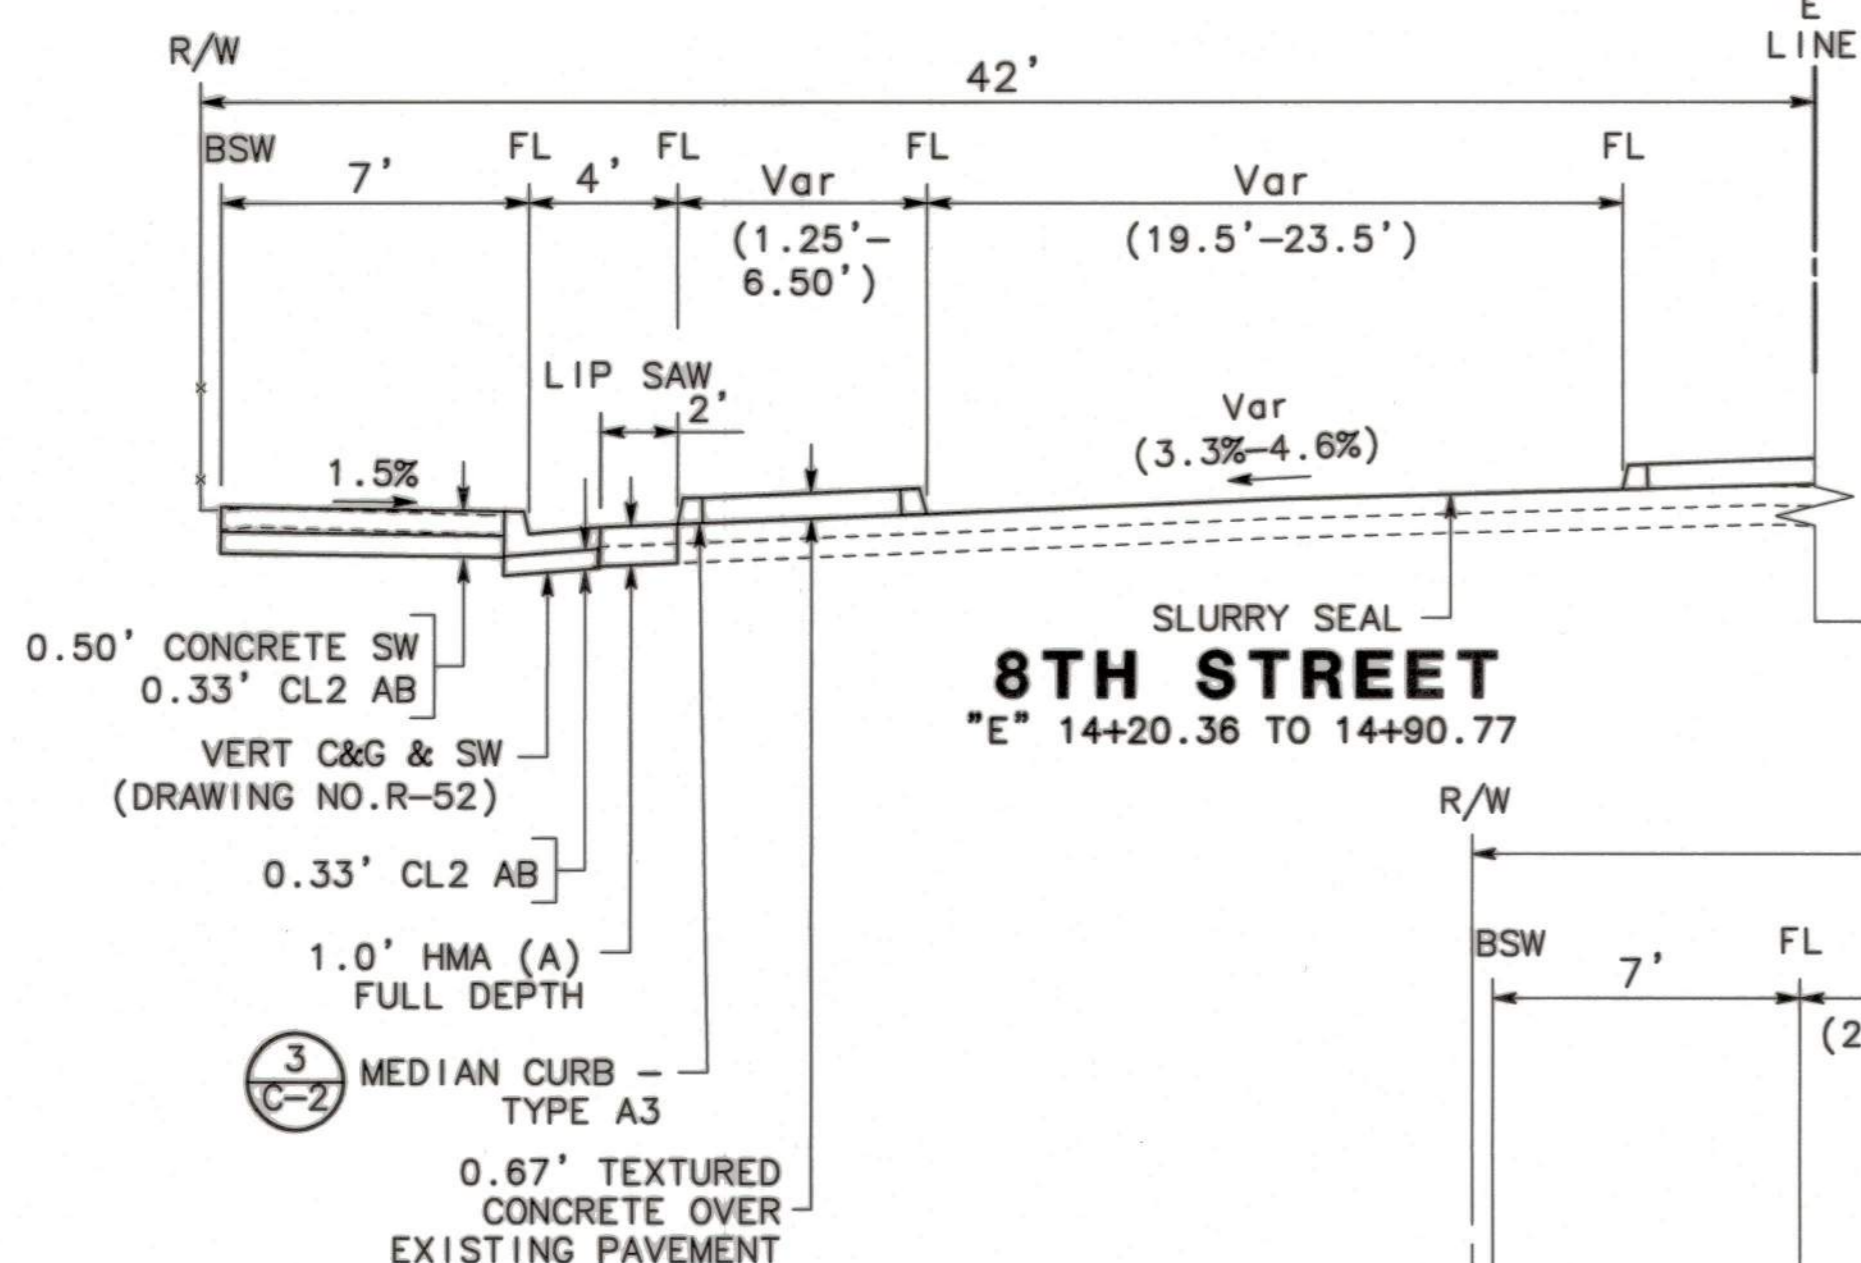 R/W
E
LINE
42'
BSW
FL
FL
FL
FL
7'
4'
Var
Var
(1.25'-
6.50')
(19.5'-23.5')
LIP SAW
2'
Var
(3.3%-4.6%)
1.5%
0.50' CONCRETE SW
0.33' CL2 AB
SLURRY SEAL
8TH STREET
"E" 14+20.36 TO 14+90.77
VERT C&G & SW
(DRAWING NO.R-52)
0.33' CL2 AB
1.0' HMA (A)
FULL DEPTH
3
C-2
MEDIAN CURB -
TYPE A3
0.67' TEXTURED
CONCRETE OVER
EXISTING PAVEMENT
R/W
BSW
FL
7'
(2